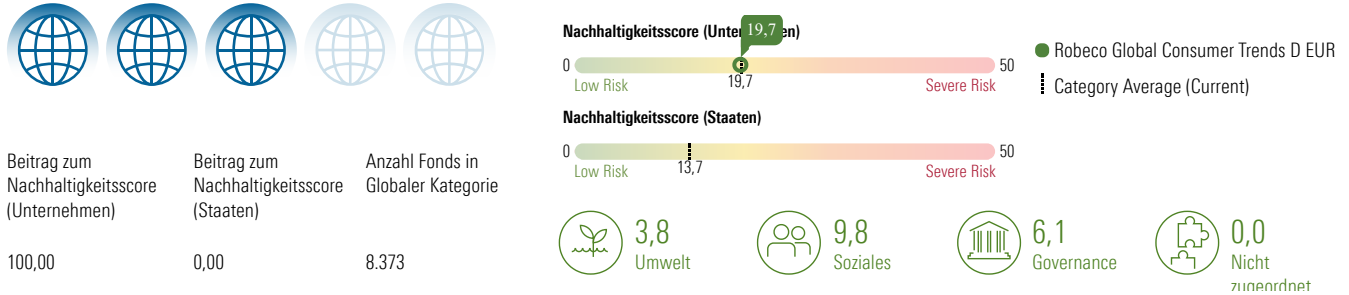 Beitrag zum
Nachhaltigkeitsscore
(Unternehmen)
100,00
Beitrag zum
Nachhaltigkeitsscore
(Staaten)
0,00
Anzahl Fonds in
Globaler Kategorie
8.373
Nachhaltigkeitsscore (Unter en)
19,7
0
50
Low Risk
19,7
Severe Risk
Nachhaltigkeitsscore (Staaten)
0
50
Low Risk
13,7
Severe Risk
Robeco Global Consumer Trends D EUR
Category Average (Current)
3,8
Umwelt
9,8
Soziales
6,1
Governance
0,0
Nicht
zugeordnet